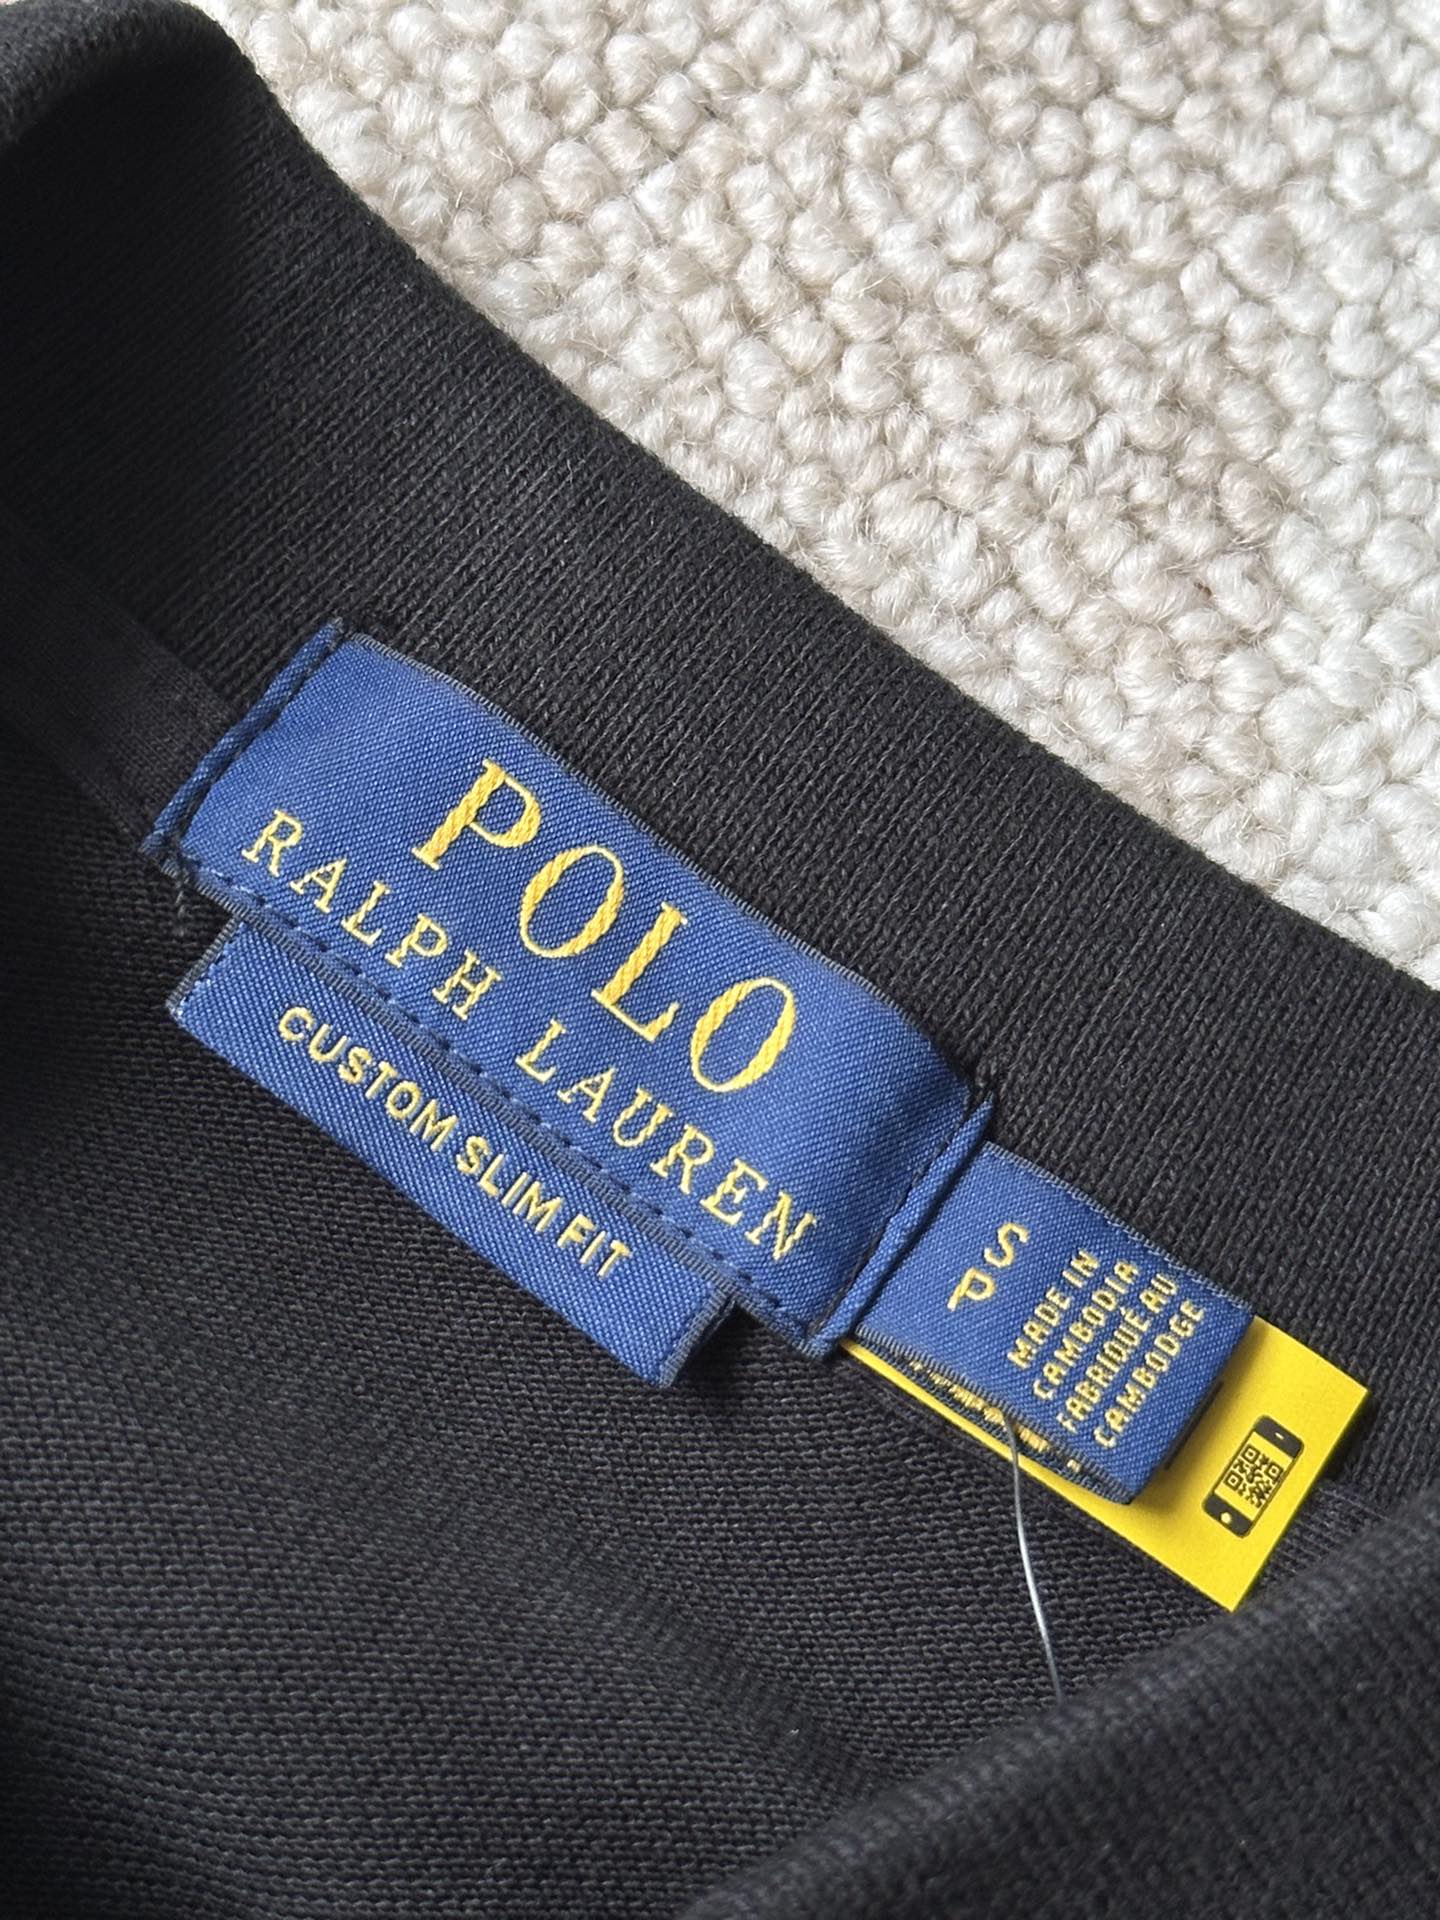 POLO
RALPH LAUREN
CUSTOM SLIM FIT
S
P
MADE IN
CAMBODIA
FABRIQUÉ AU
CAMBODGE